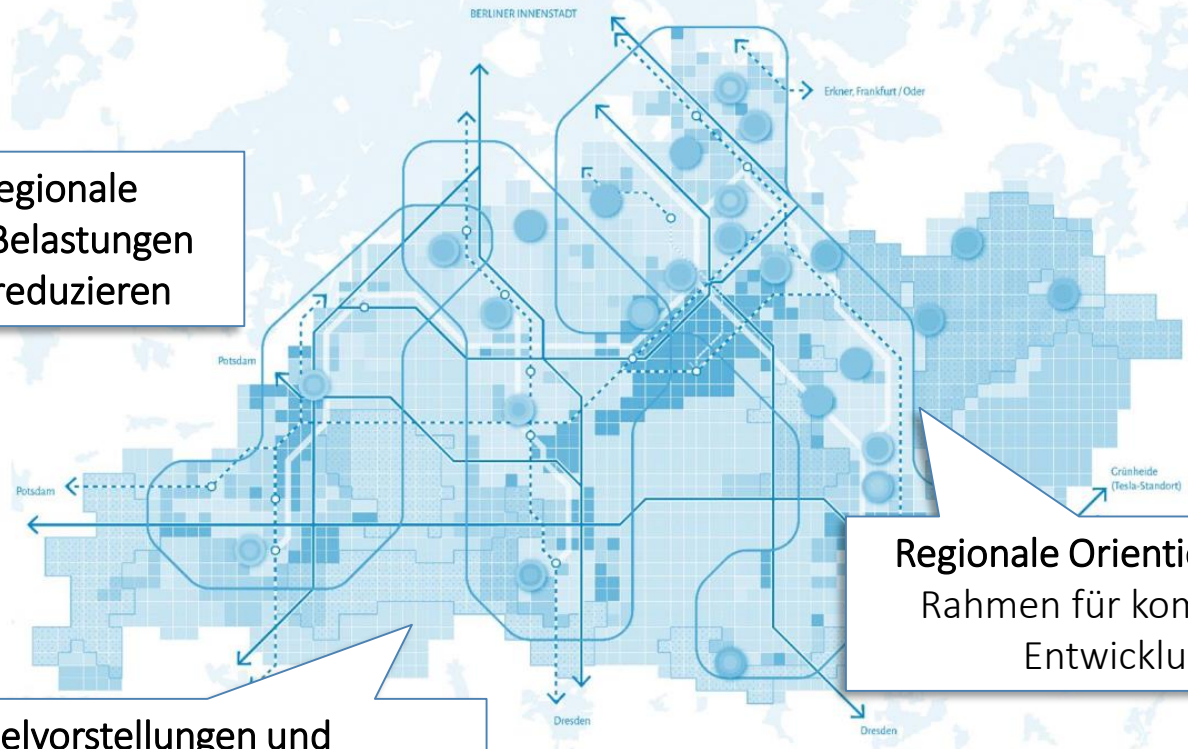 BERLINER INNENSTADT
Erkner, Frankfurt / Oder
egionale
Belastungen
reduzieren
Potsdam
Potsdam
Grünheide
(Tesla-Standort)
Regionale Orientie
Rahmen für kom
Entwicklu
elvorstellungen und
Dresden
Dresden